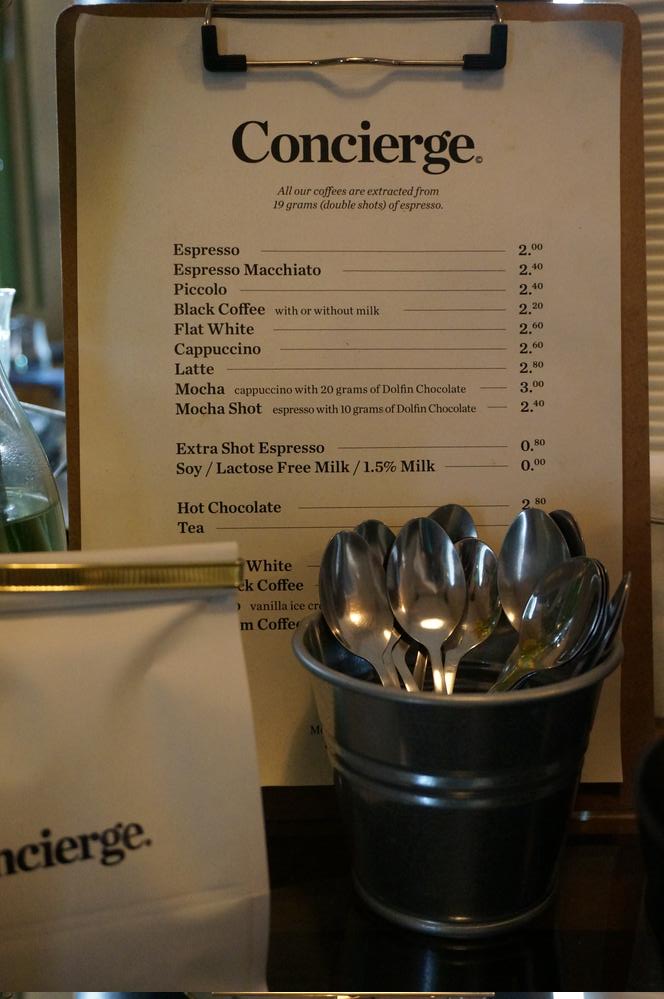 Concierge.©
All our coffees are extracted from
19 grams (double shots) of espresso.
Espresso 2.00
Espresso Macchiato 2.40
Piccolo 2.40
Black Coffee with or without milk 2.20
Flat White 2.60
Cappuccino 2.60
Latte 2.80
Mocha cappuccino with 20 grams of Dolfin Chocolate 3.00
Mocha Shot espresso with 10 grams of Dolfin Chocolate 2.40
Extra Shot Espresso 0.80
Soy / Lactose Free Milk / 1.5% Milk 0.00
Hot Chocolate 2.80
Tea
White
ck Coffee
vanilla ice cre
m Coffee
ncierge.